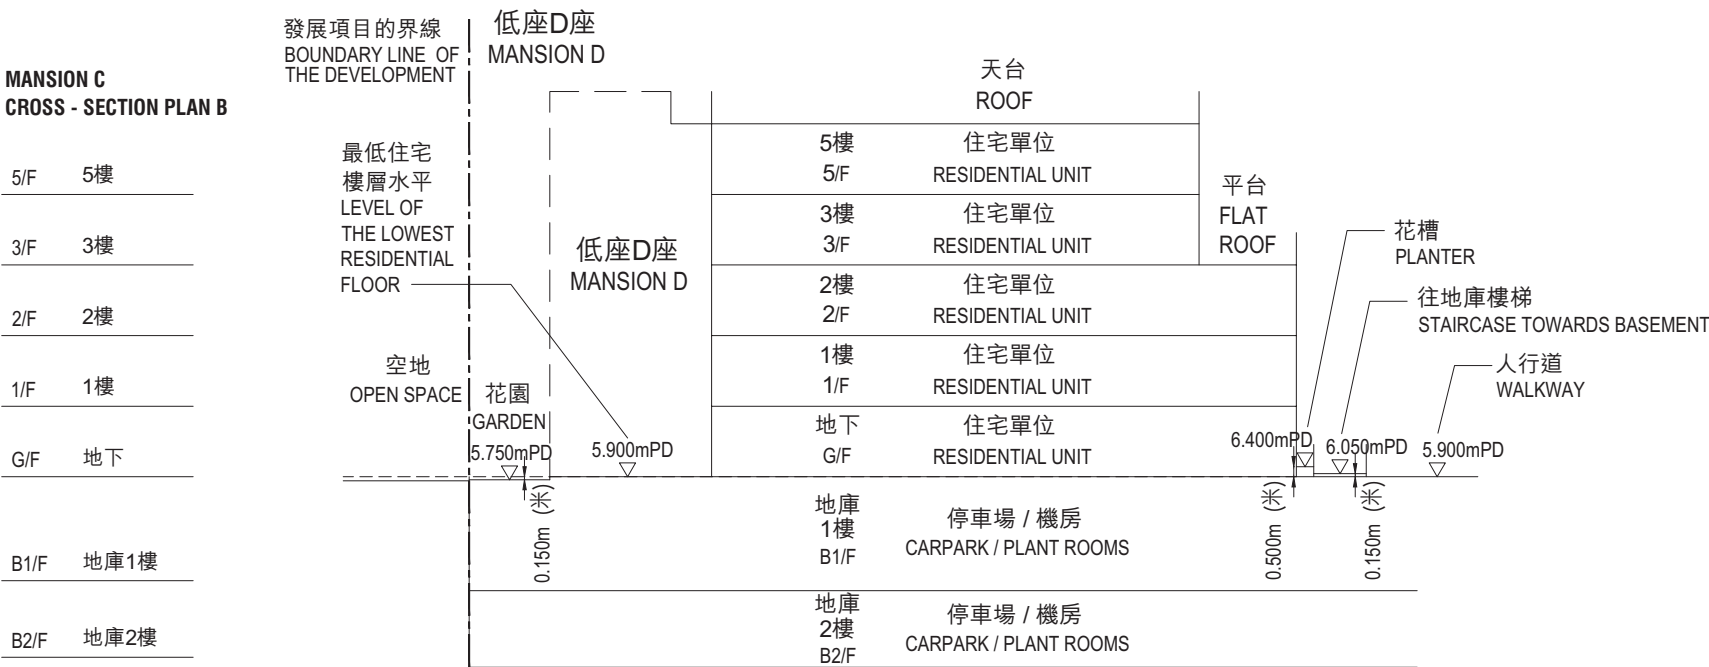 MANSION C
CROSS - SECTION PLAN B
5/F 5樓
3/F 3樓
2/F 2樓
1/F 1樓
G/F 地下
B1/F 地庫1樓
B2/F 地庫2樓
發展項目的界線
BOUNDARY LINE OF
THE DEVELOPMENT
低座D座
MANSION D
最低住宅
樓層水平
LEVEL OF
THE LOWEST
RESIDENTIAL
FLOOR
空地
OPEN SPACE
花園
GARDEN
5.750mPD
0.150m (米)
低座D座
MANSION D
5.900mPD
天台
ROOF
5樓 住宅單位
5/F RESIDENTIAL UNIT
3樓 住宅單位
3/F RESIDENTIAL UNIT
2樓 住宅單位
2/F RESIDENTIAL UNIT
1樓 住宅單位
1/F RESIDENTIAL UNIT
地下 住宅單位
G/F RESIDENTIAL UNIT
地庫
1樓
B1/F
停車場 / 機房
CARPARK / PLANT ROOMS
地庫
2樓
B2/F
停車場 / 機房
CARPARK / PLANT ROOMS
平台
FLAT
ROOF
花槽
PLANTER
往地庫樓梯
STAIRCASE TOWARDS BASEMENT
人行道
WALKWAY
6.400mPD
6.050mPD
5.900mPD
0.500m (米)
0.150m (米)